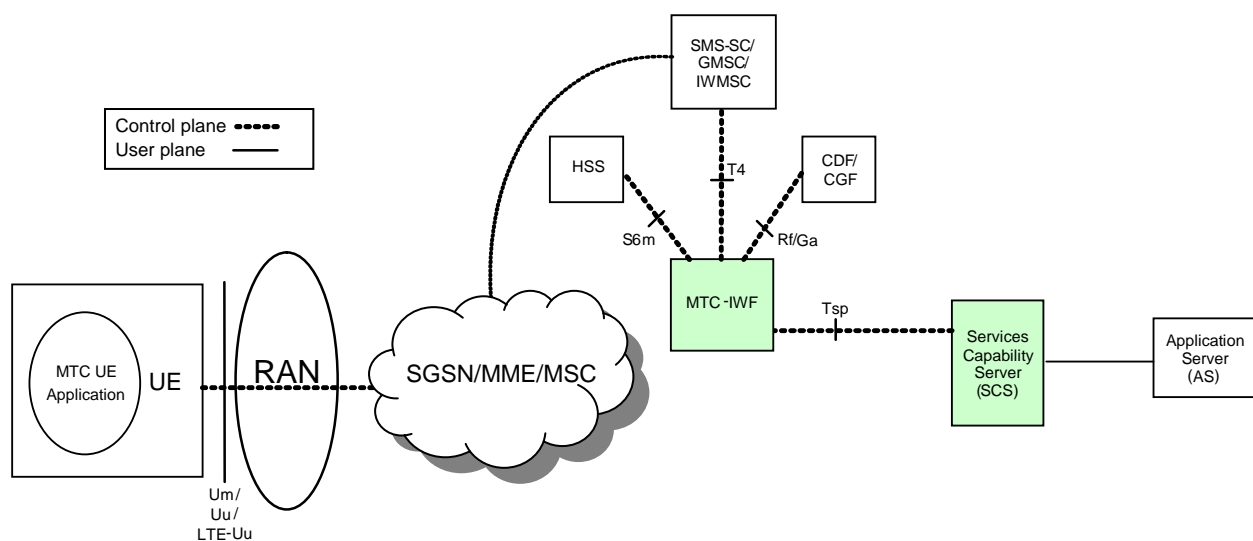 SMS-SC/
GMSC/
IWMSC
Control plane
User plane
HSS
T4
CDF/
CGF
S6m
Rf/Ga
MTC-IWF
Tsp
Services
Capability
Server
(SCS)
Application
Server
(AS)
MTC UE
Application
UE
RAN
SGSN/MME/MSC
Um/
Uu/
LTE-Uu